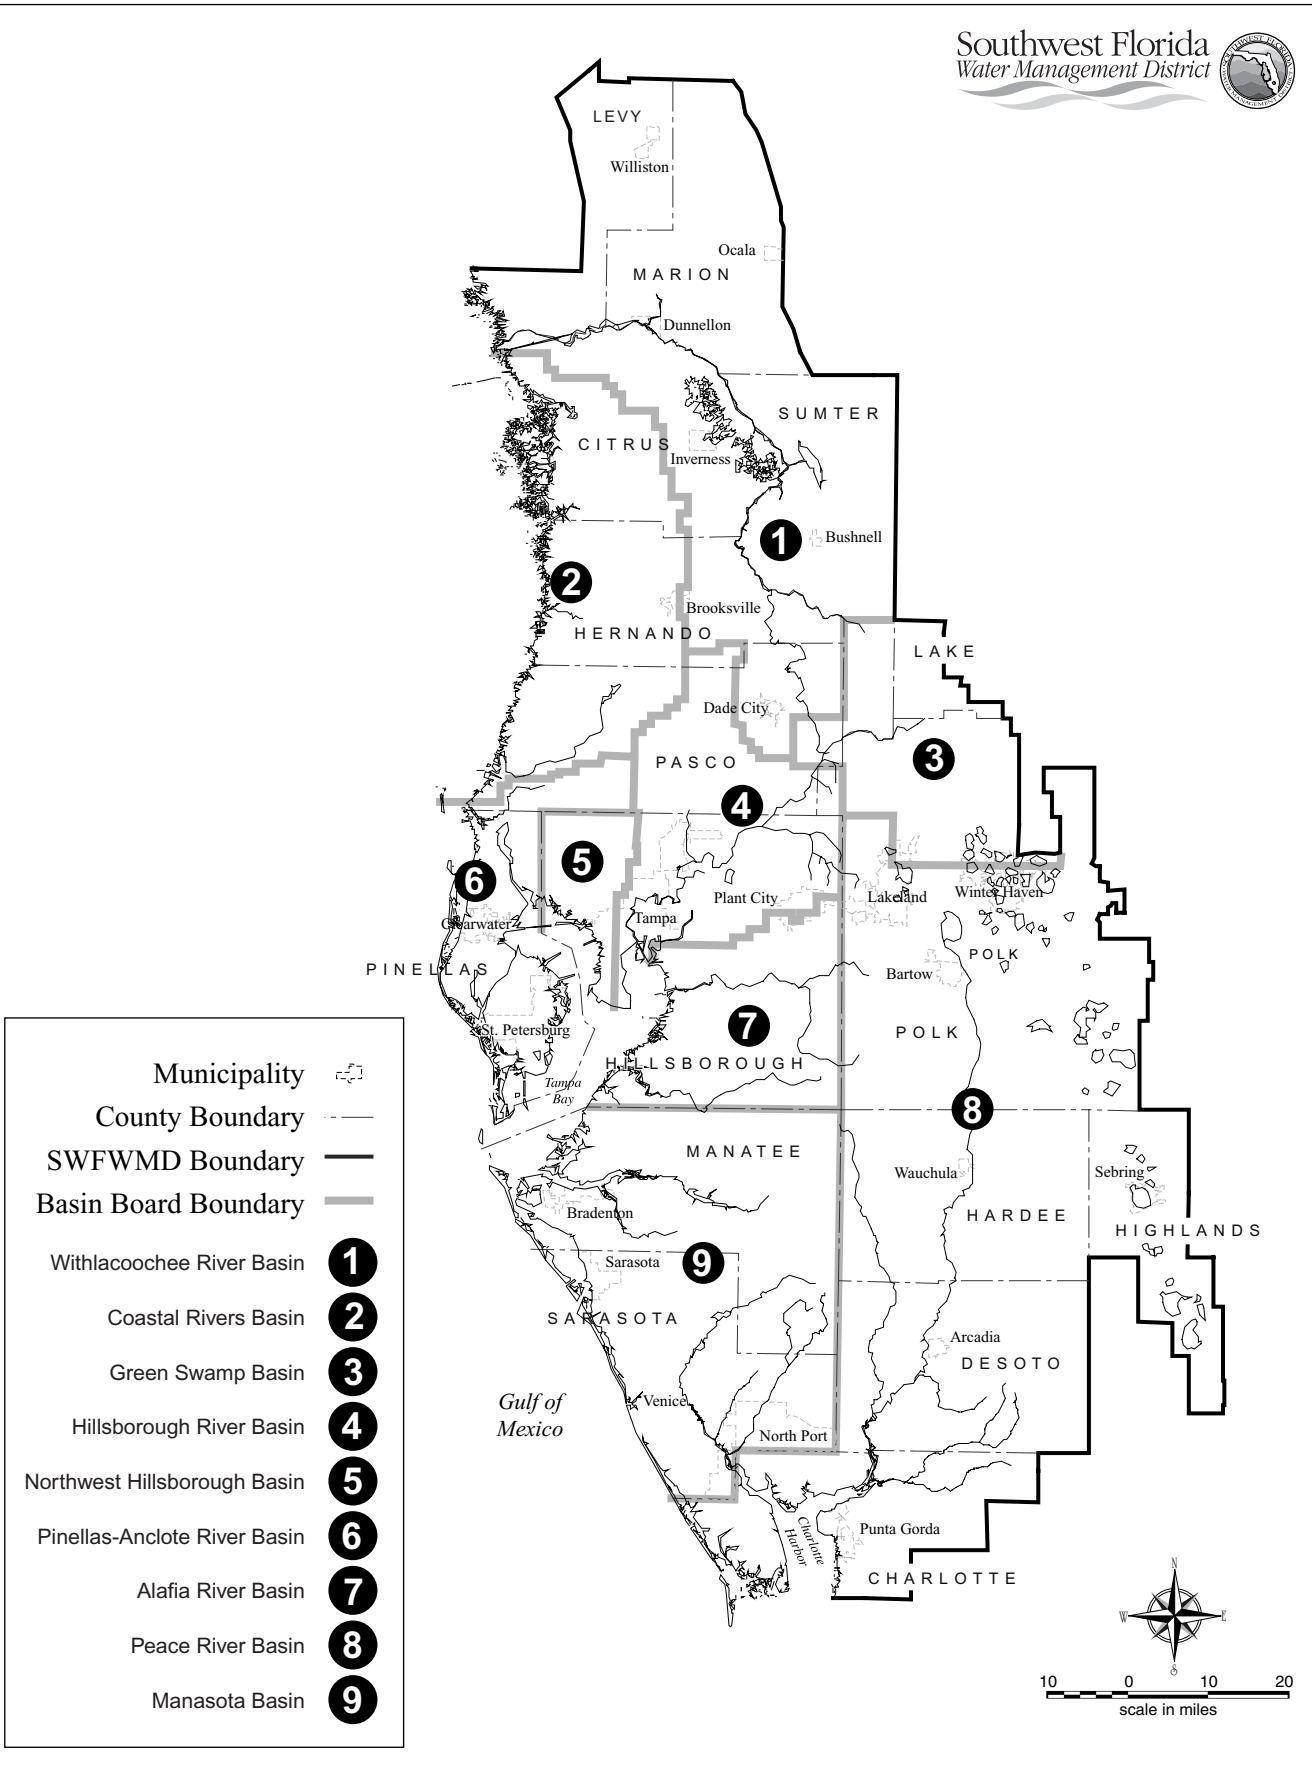 Southwest Florida
Water Management District
SOUTHWEST FLORIDA
WATER MANAGEMENT DISTRICT
LEVY
Williston
Ocala
MARION
Dunnellon
SUMTER
CITRUS
Inverness
1
Bushnell
2
Brooksville
HERNANDO
LAKE
Dade City
PASCO
3
4
5
6
Plant City
Lakeland
Winter Haven
Clearwater
Tampa
POLK
PINELLAS
Bartow
St. Petersburg
7
POLK
HILLSBOROUGH
Tampa
Bay
8
MANATEE
Wauchula
Sebring
Bradenton
HARDEE
HIGHLANDS
Sarasota
9
SARASOTA
Arcadia
DESOTO
Gulf of
Mexico
Venice
North Port
Charlotte
Harbor
Punta Gorda
CHARLOTTE
Municipality
County Boundary
SWFWMD Boundary
Basin Board Boundary
Withlacoochee River Basin 1
Coastal Rivers Basin 2
Green Swamp Basin 3
Hillsborough River Basin 4
Northwest Hillsborough Basin 5
Pinellas-Anclote River Basin 6
Alafia River Basin 7
Peace River Basin 8
Manasota Basin 9
N
W E
S
10 0 10 20
scale in miles